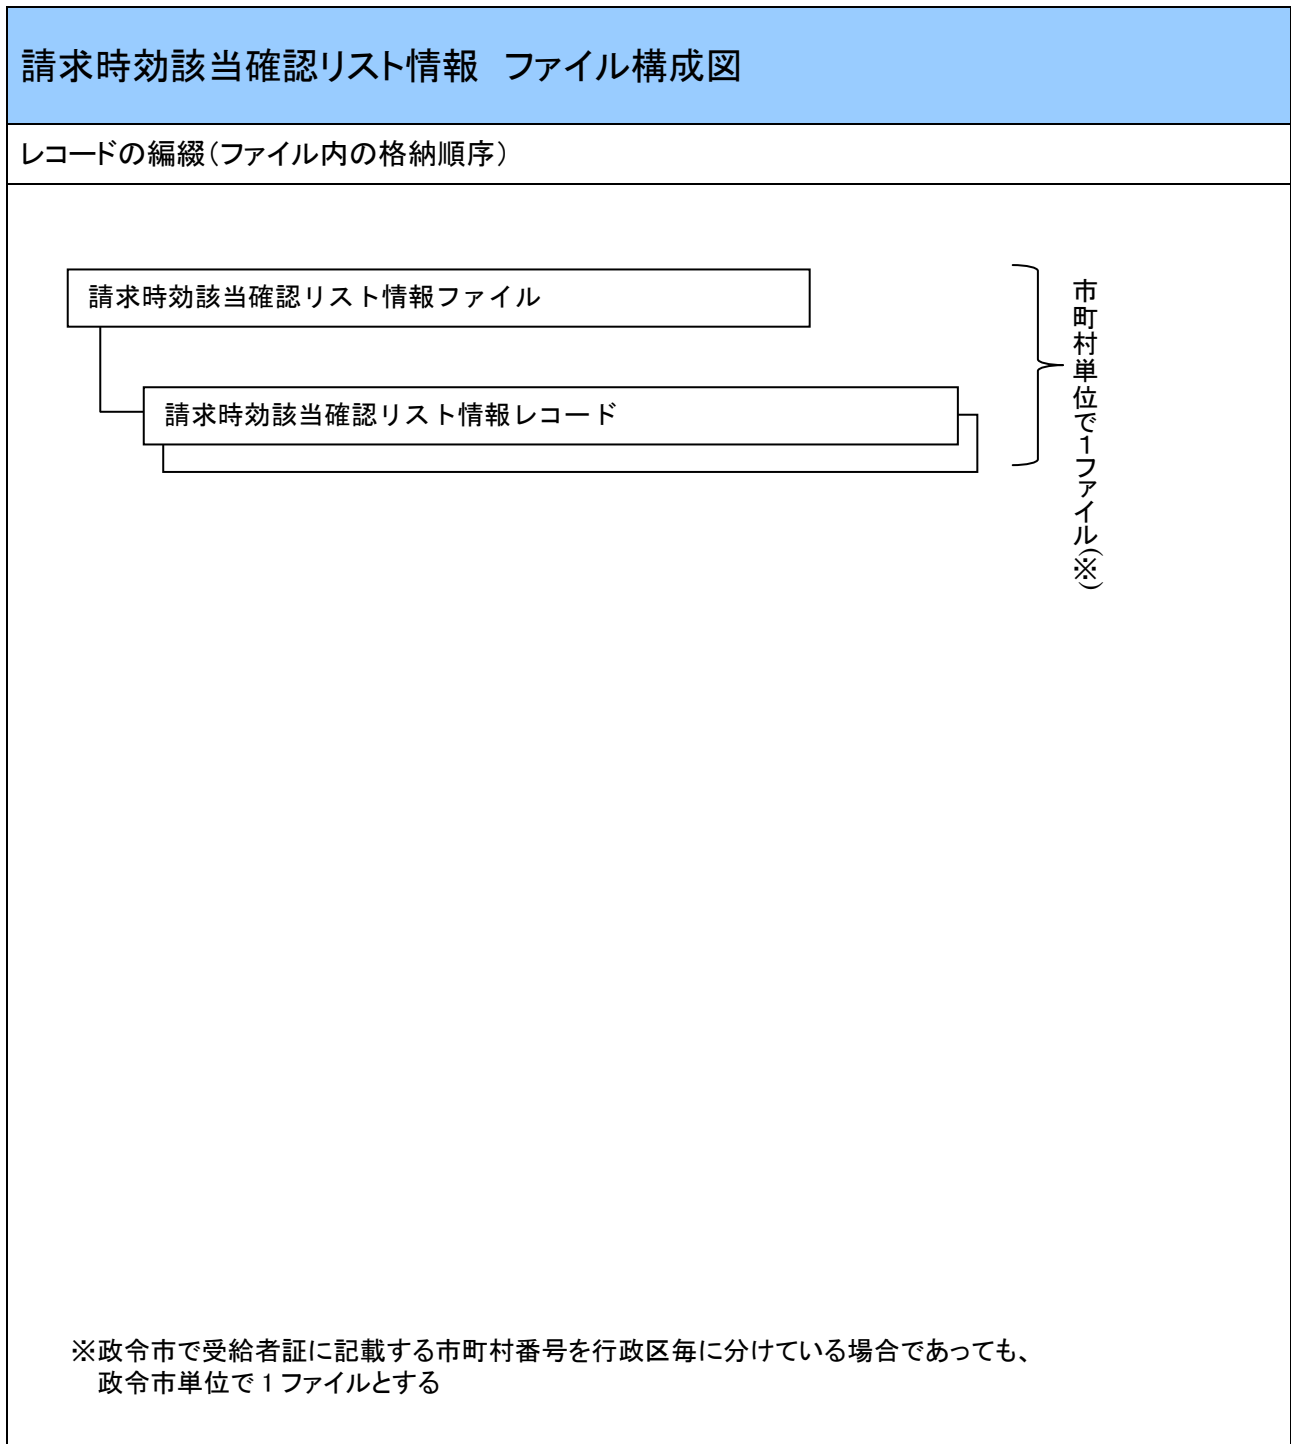 請求時効該当確認リスト情報　ファイル構成図
レコードの編綴(ファイル内の格納順序)
請求時効該当確認リスト情報ファイル
請求時効該当確認リスト情報レコード
市町村単位で1ファイル(※)
※政令市で受給者証に記載する市町村番号を行政区毎に分けている場合であっても、
政令市単位で1ファイルとする